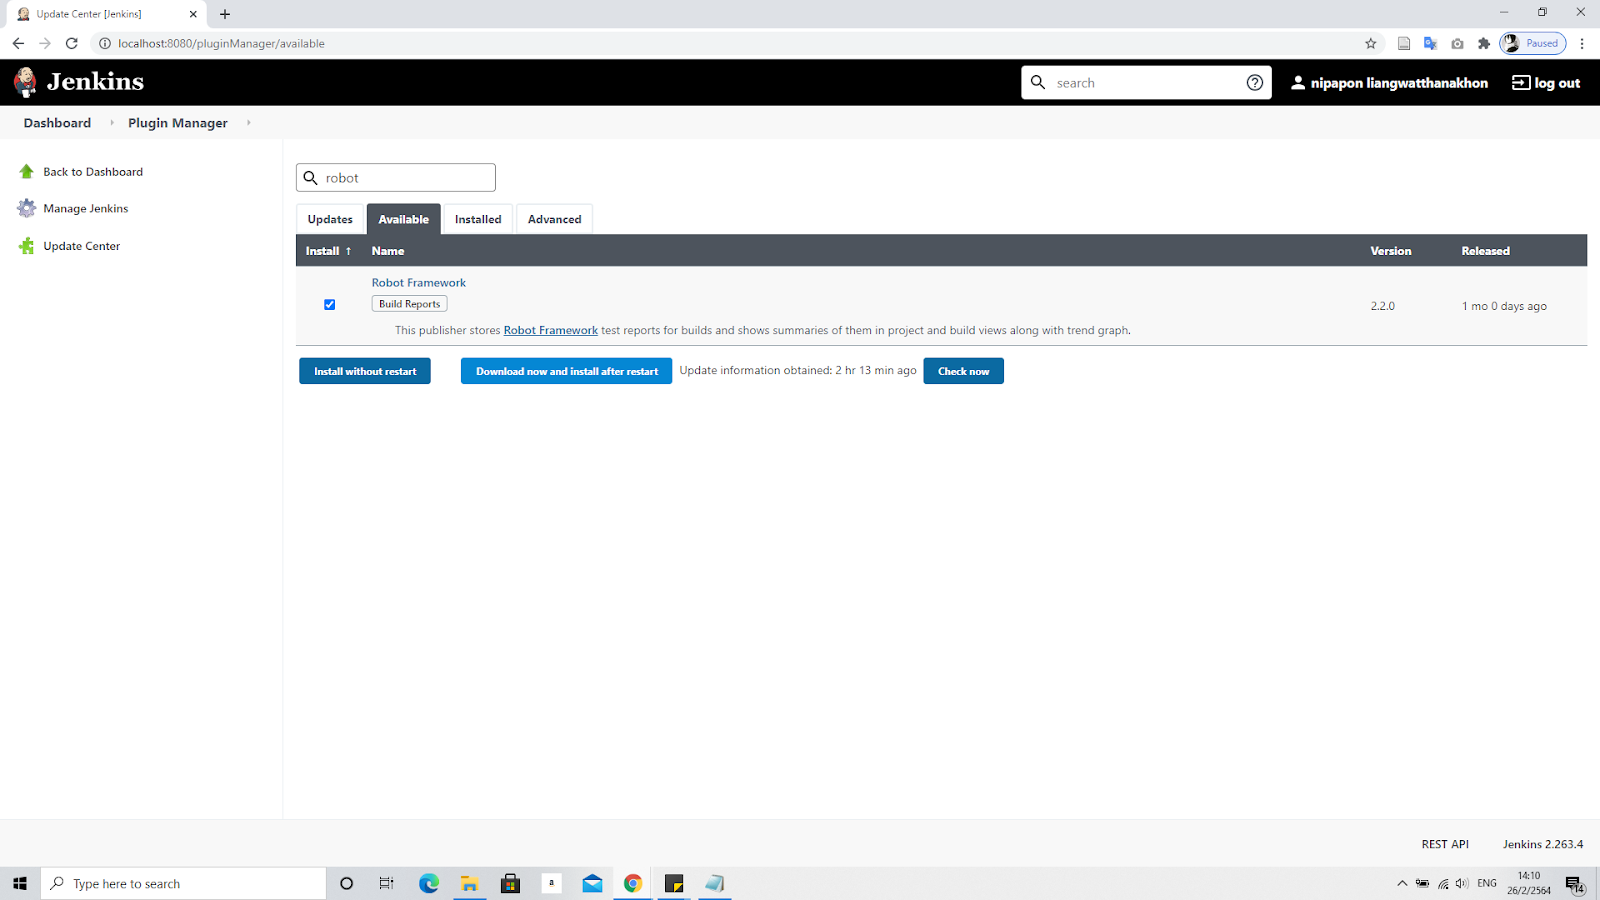 Update Center [Jenkins]
localhost:8080/pluginManager/available
Paused
Jenkins
search
nipapon liangwatthanakhon
log out
Dashboard
Plugin Manager
Back to Dashboard
Manage Jenkins
Update Center
robot
Updates
Available
Installed
Advanced
Install ↑
Name
Version
Released
Robot Framework
Build Reports
This publisher stores Robot Framework test reports for builds and shows summaries of them in project and build views along with trend graph.
2.2.0
1 mo 0 days ago
Install without restart
Download now and install after restart
Update information obtained: 2 hr 13 min ago
Check now
REST API
Jenkins 2.263.4
Type here to search
a
ENG
14:10
26/2/2564
14